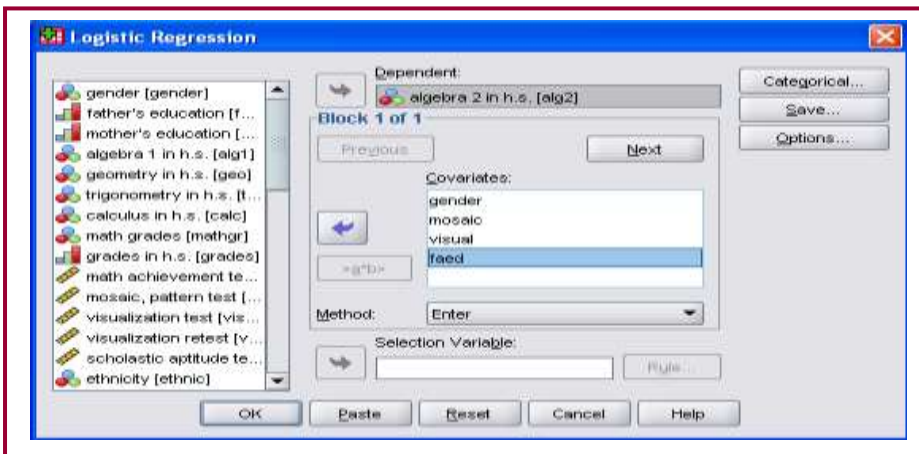 Logistic Regression
gender [gender]
father's education [f...
mother's education [...
algebra 1 in h.s. [alg1]
geometry in h.s. [geo]
trigonometry in h.s. [t...
calculus in h.s. [calc]
math grades [mathgr]
grades in h.s. [grades]
math achievement te...
mosaic, pattern test [...
visualization test [vis...
visualization retest [v...
scholastic aptitude te...
ethnicity [ethnic]
Dependent:
algebra 2 in h.s. [alg2]
Block 1 of 1
Previous
Next
Covariates:
gender
mosaic
visual
faed
>a*b>
Method:
Enter
Selection Variable:
Rule...
Categorical...
Save...
Options...
OK
Paste
Reset
Cancel
Help